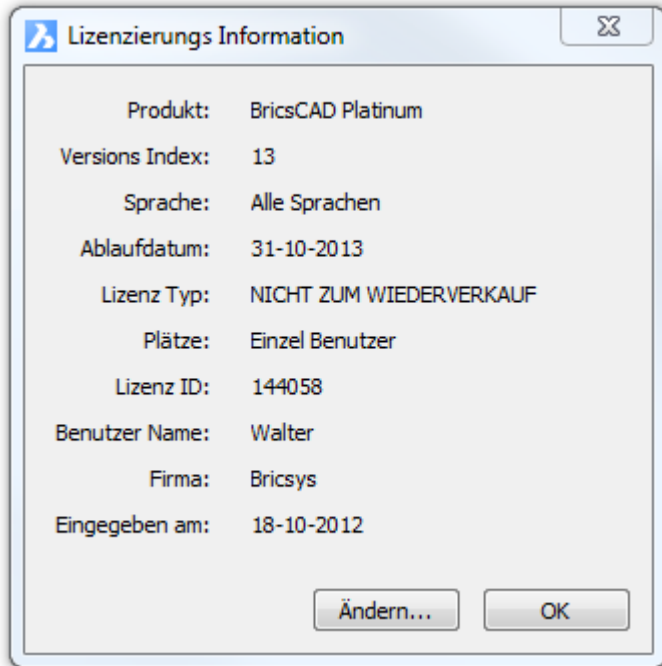 Lizenzierungs Information
Produkt: BricsCAD Platinum
Versions Index: 13
Sprache: Alle Sprachen
Ablaufdatum: 31-10-2013
Lizenz Typ: NICHT ZUM WIEDERVERKAUF
Plätze: Einzel Benutzer
Lizenz ID: 144058
Benutzer Name: Walter
Firma: Bricsys
Eingegeben am: 18-10-2012
Ändern... OK